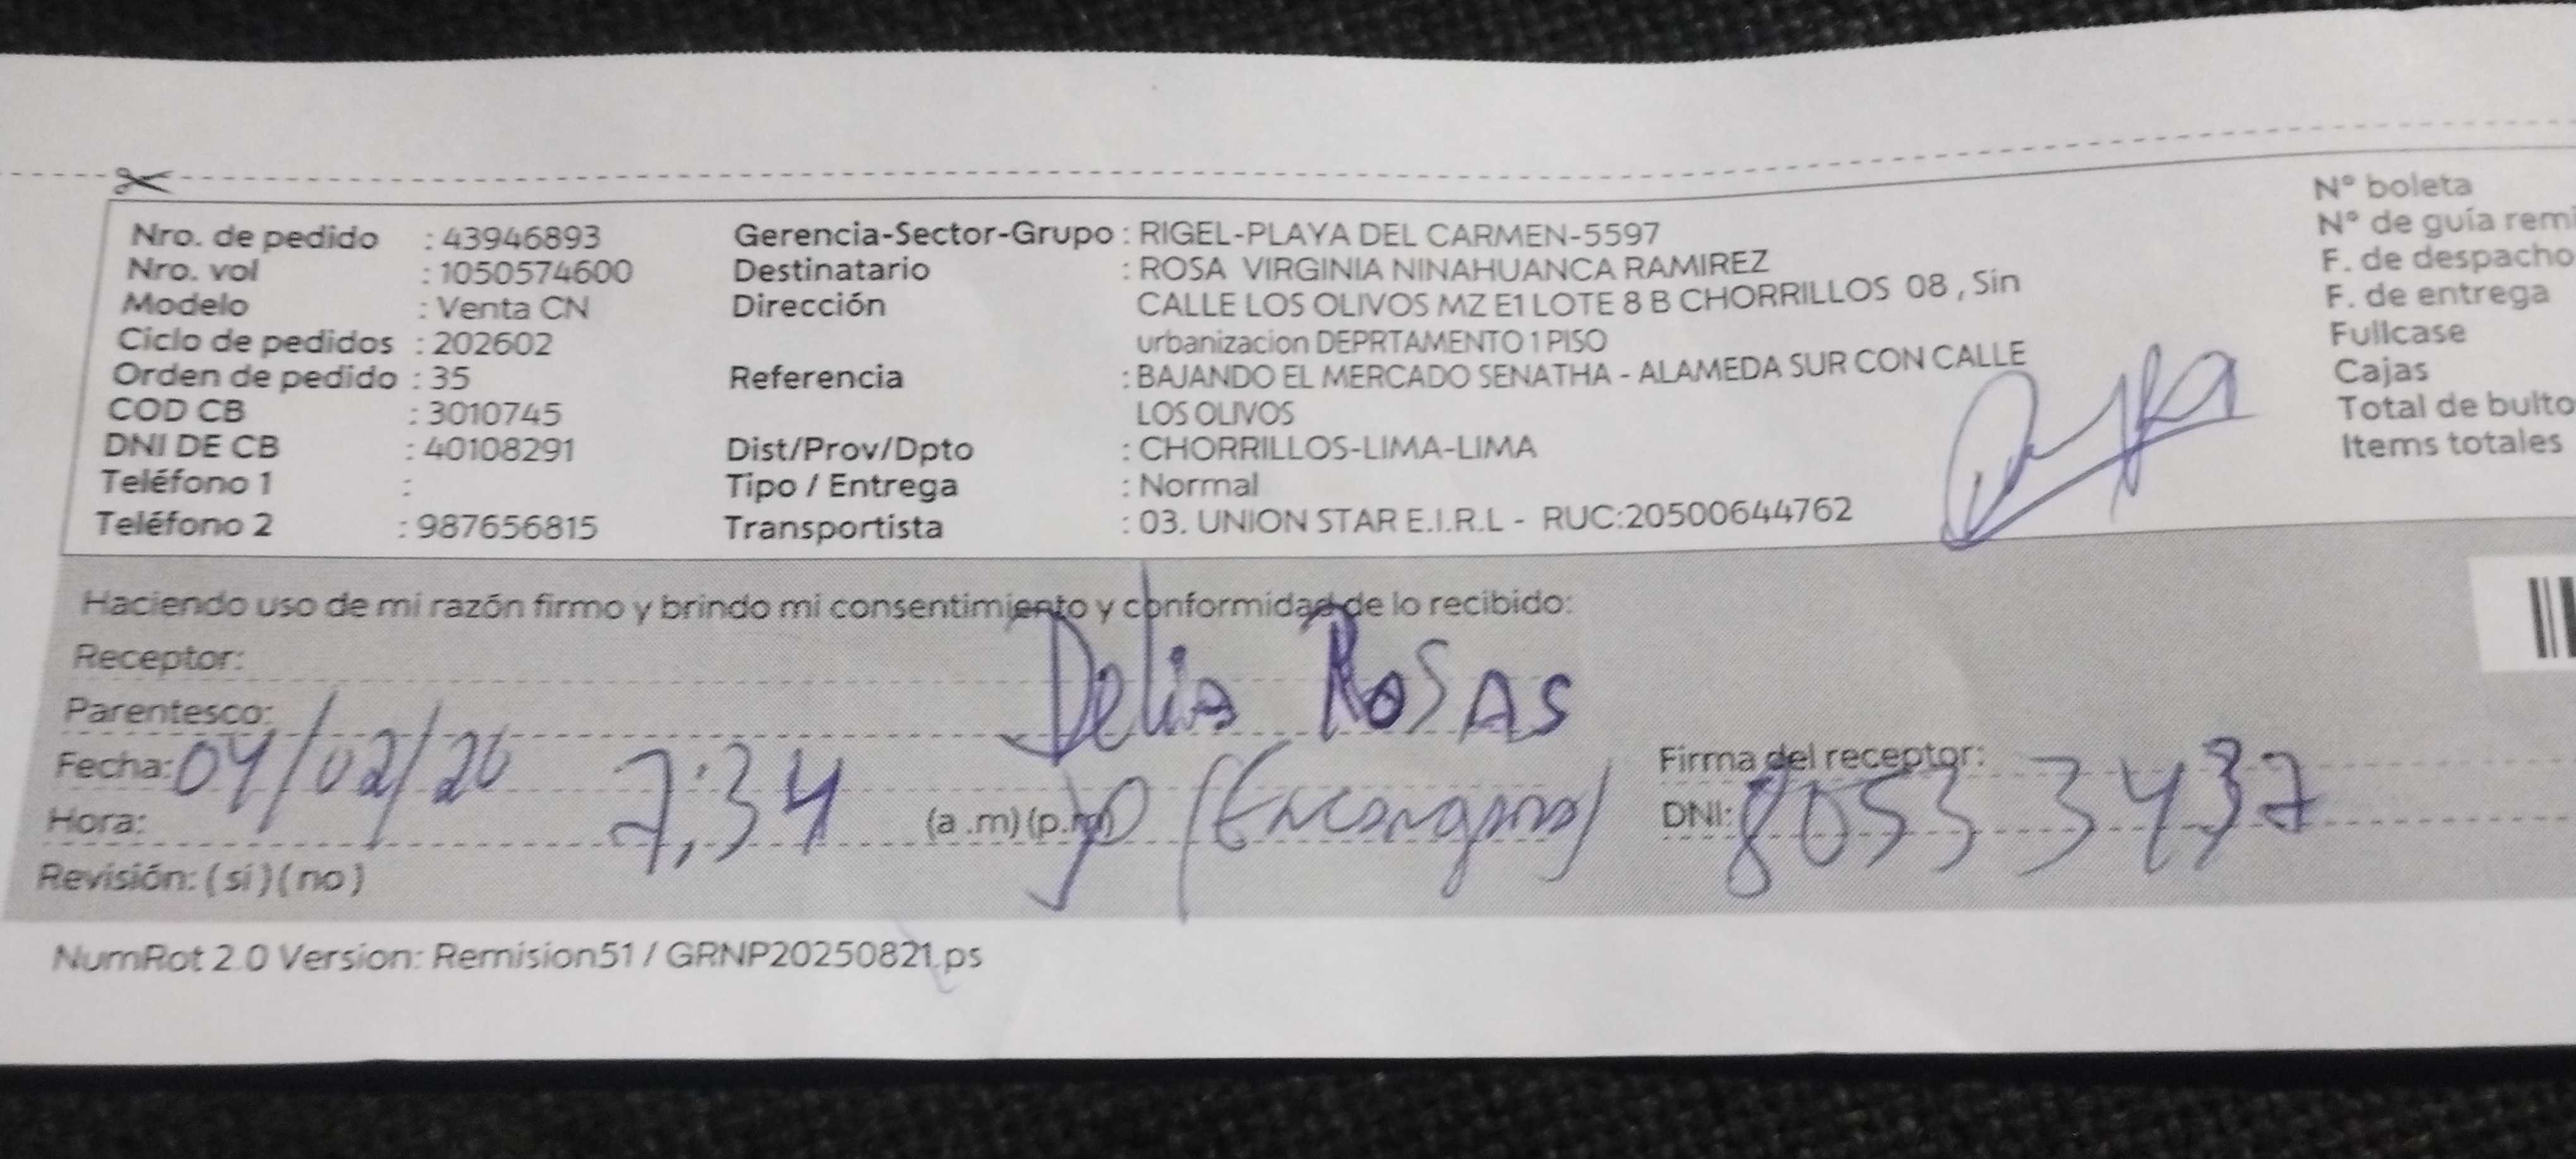 Nro. de pedido : 43946893 Gerencia-Sector-Grupo : RIGEL-PLAYA DEL CARMEN-5597 N° boleta
Nro. vol : 1050574600 Destinatario : ROSA VIRGINIA NINAHUANCA RAMIREZ N° de guía remi
Modelo : Venta CN Dirección CALLE LOS OLIVOS MZ E1 LOTE 8 B CHORRILLOS 08 , Sin F. de despacho
Ciclo de pedidos : 202602 urbanizacion DEPRTAMENTO 1 PISO F. de entrega
Orden de pedido : 35 Referencia : BAJANDO EL MERCADO SENATHA - ALAMEDA SUR CON CALLE Fullcase
COD CB : 3010745 LOS OLIVOS Cajas
DNI DE CB : 40108291 Dist/Prov/Dpto : CHORRILLOS-LIMA-LIMA Total de bulto
Teléfono 1 : Tipo / Entrega : Normal Items totales
Teléfono 2 : 987656815 Transportista : 03. UNION STAR E.I.R.L - RUC:20500644762
Haciendo uso de mi razón firmo y brindo mi consentimiento y conformidad de lo recibido:
Receptor: Delia Rosas
Parentesco:
Fecha: 04/02/26 Firma del receptor:
Hora: 7:34 (a .m) (p.m) DNI: 80533437
Revisión: ( si ) ( no )
NumRot 2.0 Version: Remision51 / GRNP20250821.ps